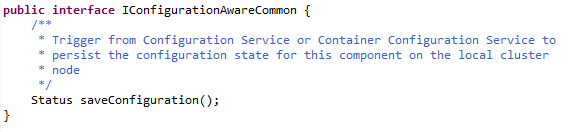 public interface IConfigurationAwareCommon {
/**
* Trigger from Configuration Service or Container Configuration Service to
* persist the configuration state for this component on the local cluster
* node
*/
Status saveConfiguration();
}